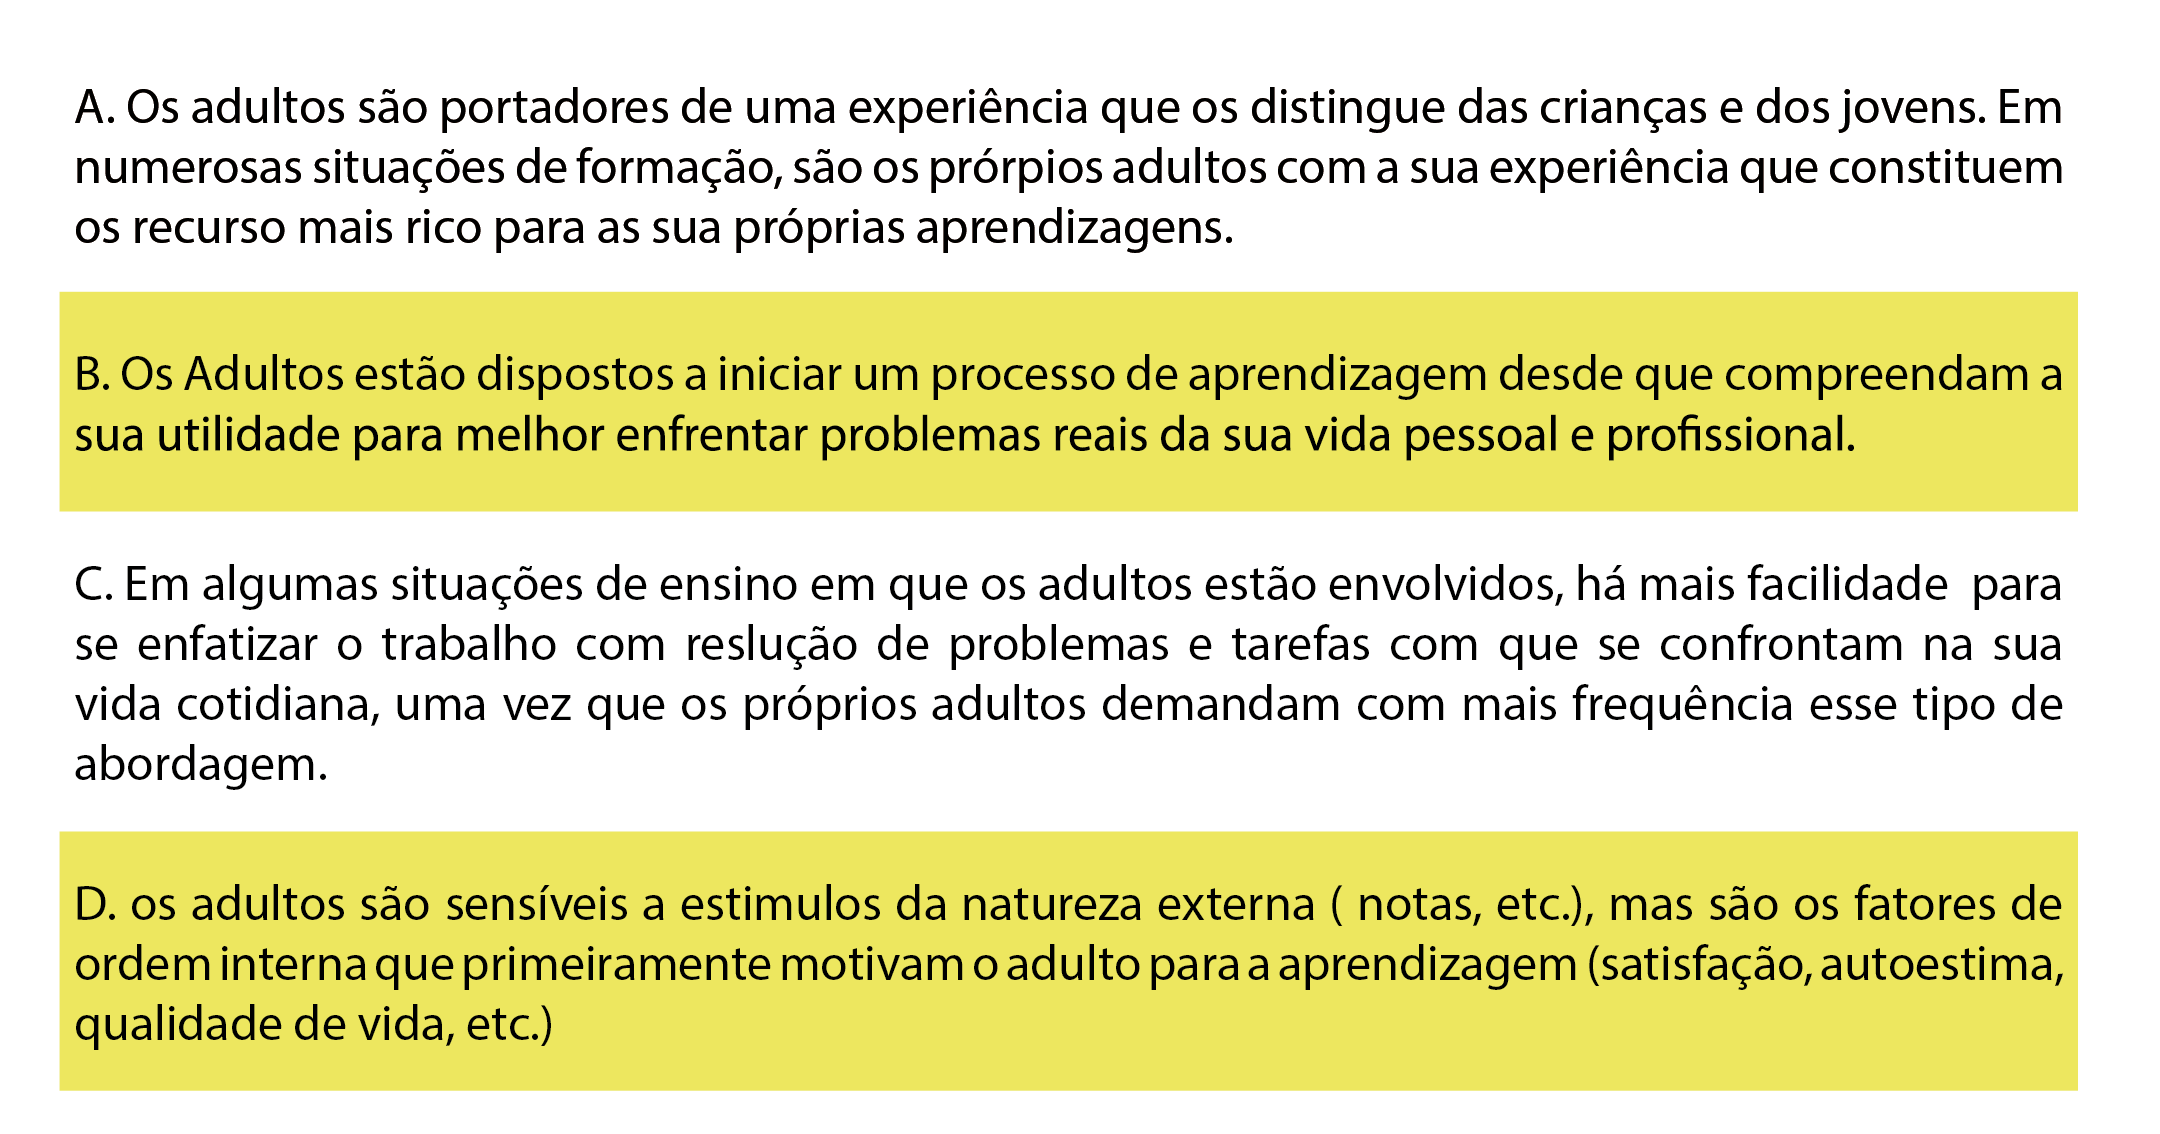 A. Os adultos são portadores de uma experiência que os distingue das crianças e dos jovens. Em
numerosas situações de formação, são os prórpios adultos com a sua experiência que constituem
os recurso mais rico para as sua próprias aprendizagens.
B. Os Adultos estão dispostos a iniciar um processo de aprendizagem desde que compreendam a
sua utilidade para melhor enfrentar problemas reais da sua vida pessoal e profissional.
C. Em algumas situações de ensino em que os adultos estão envolvidos, há mais facilidade para
se enfatizar o trabalho com reslução de problemas e tarefas com que se confrontam na sua
vida cotidiana, uma vez que os próprios adultos demandam com mais frequência esse tipo de
abordagem.
D. os adultos são sensíveis a estimulos da natureza externa ( notas, etc.), mas são os fatores de
ordem interna que primeiramente motivam o adulto para a aprendizagem (satisfação, autoestima,
qualidade de vida, etc.)